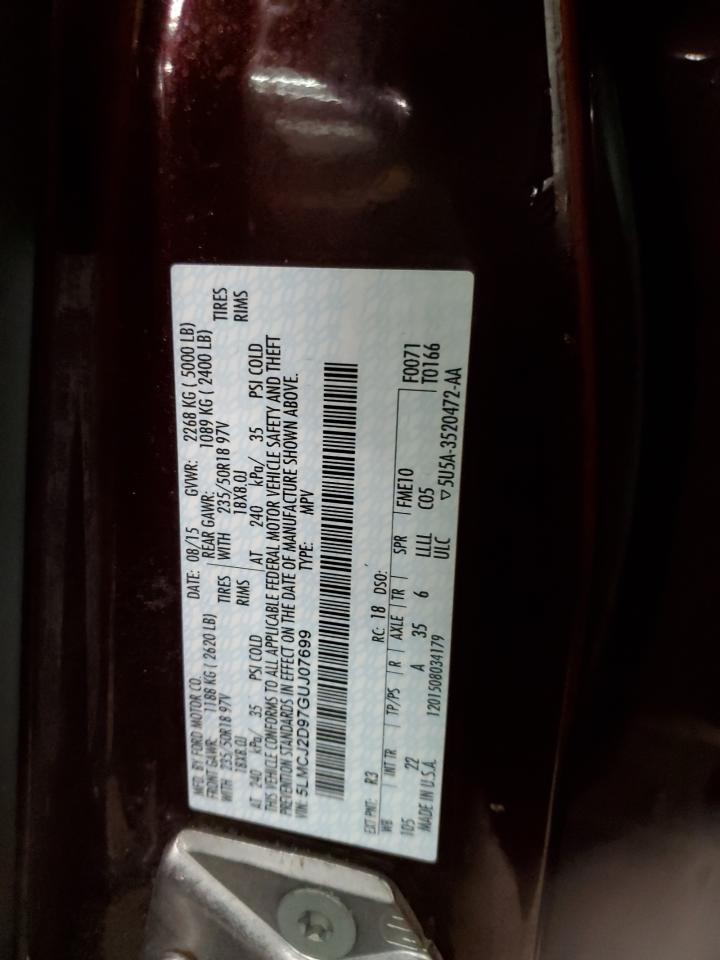 MFD. BY FORD MOTOR CO.
DATE: 08/15 GVWR: 2268 KG ( 5000 LB)
FRONT GAWR: 1188 KG ( 2620 LB) REAR GAWR: 1089 KG ( 2400 LB)
WITH 235/50R18 97V TIRES WITH 235/50R18 97V TIRES
18X8.0J RIMS 18X8.0J RIMS
AT 240 kPa/ 35 PSI COLD AT 240 kPa/ 35 PSI COLD
THIS VEHICLE CONFORMS TO ALL APPLICABLE FEDERAL MOTOR VEHICLE SAFETY AND THEFT
PREVENTION STANDARDS IN EFFECT ON THE DATE OF MANUFACTURE SHOWN ABOVE.
VIN: 5LMCJ2D97GUJ07699 TYPE: MPV
EXT PNT: R3 RC: 18 DSO:
WB INT TR TP/PS R AXLE TR SPR FME10 F0071
105 22 A 35 6 LLLL C05 T0166
MADE IN U.S.A. 1201508034179 ULC ▽5U5A-3520472-AA